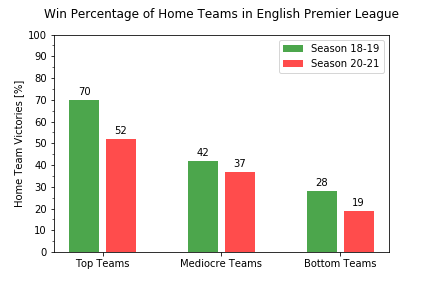 Win Percentage of Home Teams in English Premier League
Home Team Victories [%]
100
90
80
70
60
50
40
30
20
10
0
Season 18-19
Season 20-21
70
52
42
37
28
19
Top Teams
Mediocre Teams
Bottom Teams